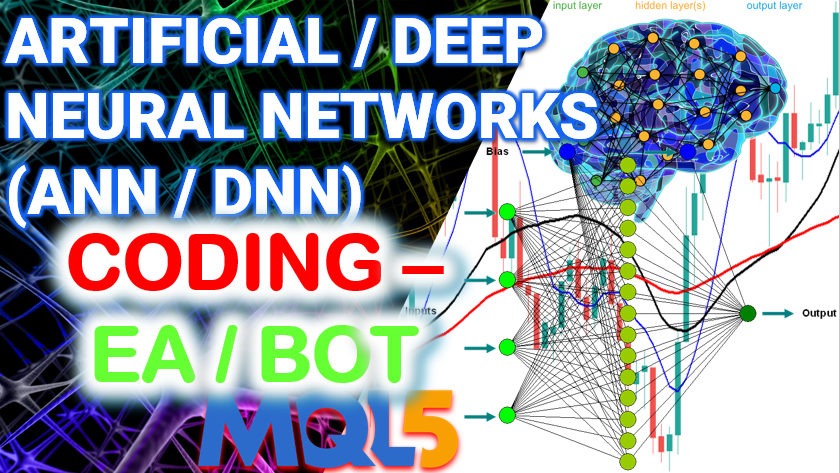 input layer
hidden layer(s)
output layer
ARTIFICIAL / DEEP
NEURAL NETWORKS
(ANN / DNN)
CODING –
EA / BOT
MQL5
Bias
Inputs
Output